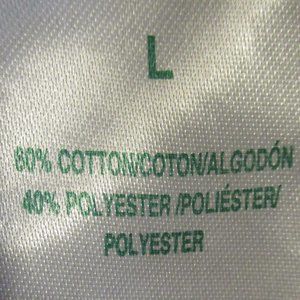 L
60% COTTON/COTON/ALGODÓN
40% POLYESTER /POLIÉSTER/
POLYESTER